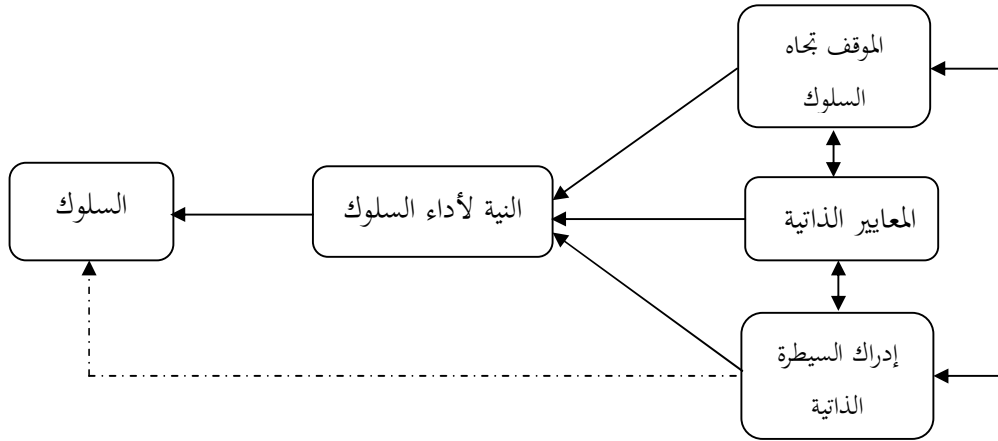 الموقف تجاه
السلوك
المعايير الذاتية
إدراك السيطرة
الذاتية
النية لأداء السلوك
السلوك